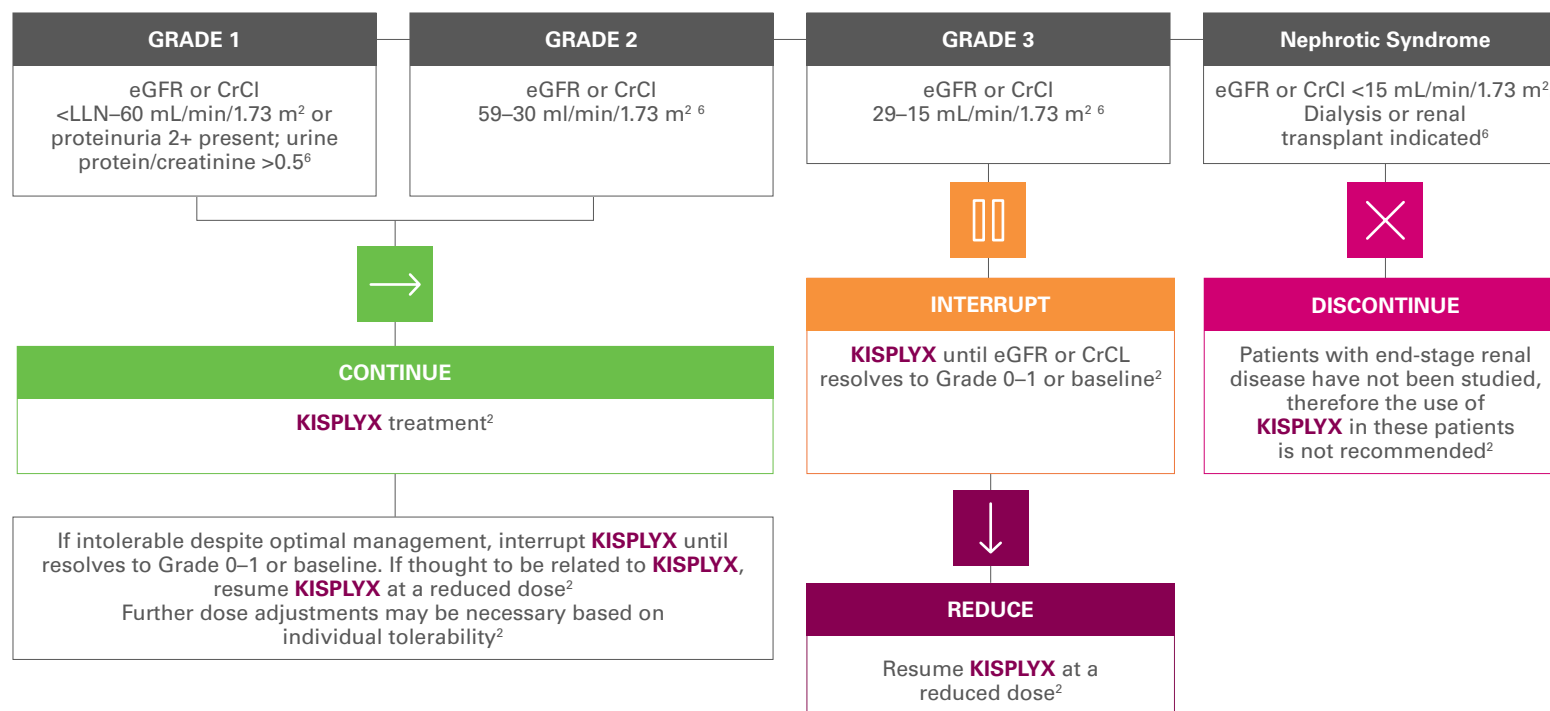 GRADE 1
eGFR or CrCl
<LLN–60 mL/min/1.73 m² or
proteinuria 2+ present; urine
protein/creatinine >0.5⁶
GRADE 2
eGFR or CrCl
59–30 ml/min/1.73 m² ⁶
GRADE 3
eGFR or CrCl
29–15 mL/min/1.73 m² ⁶
Nephrotic Syndrome
eGFR or CrCl <15 mL/min/1.73 m²
Dialysis or renal
transplant indicated⁶
CONTINUE
KISPLYX treatment²
If intolerable despite optimal management, interrupt KISPLYX until
resolves to Grade 0–1 or baseline. If thought to be related to KISPLYX,
resume KISPLYX at a reduced dose²
Further dose adjustments may be necessary based on
individual tolerability²
INTERRUPT
KISPLYX until eGFR or CrCL
resolves to Grade 0–1 or baseline²
REDUCE
Resume KISPLYX at a
reduced dose²
DISCONTINUE
Patients with end-stage renal
disease have not been studied,
therefore the use of
KISPLYX in these patients
is not recommended²